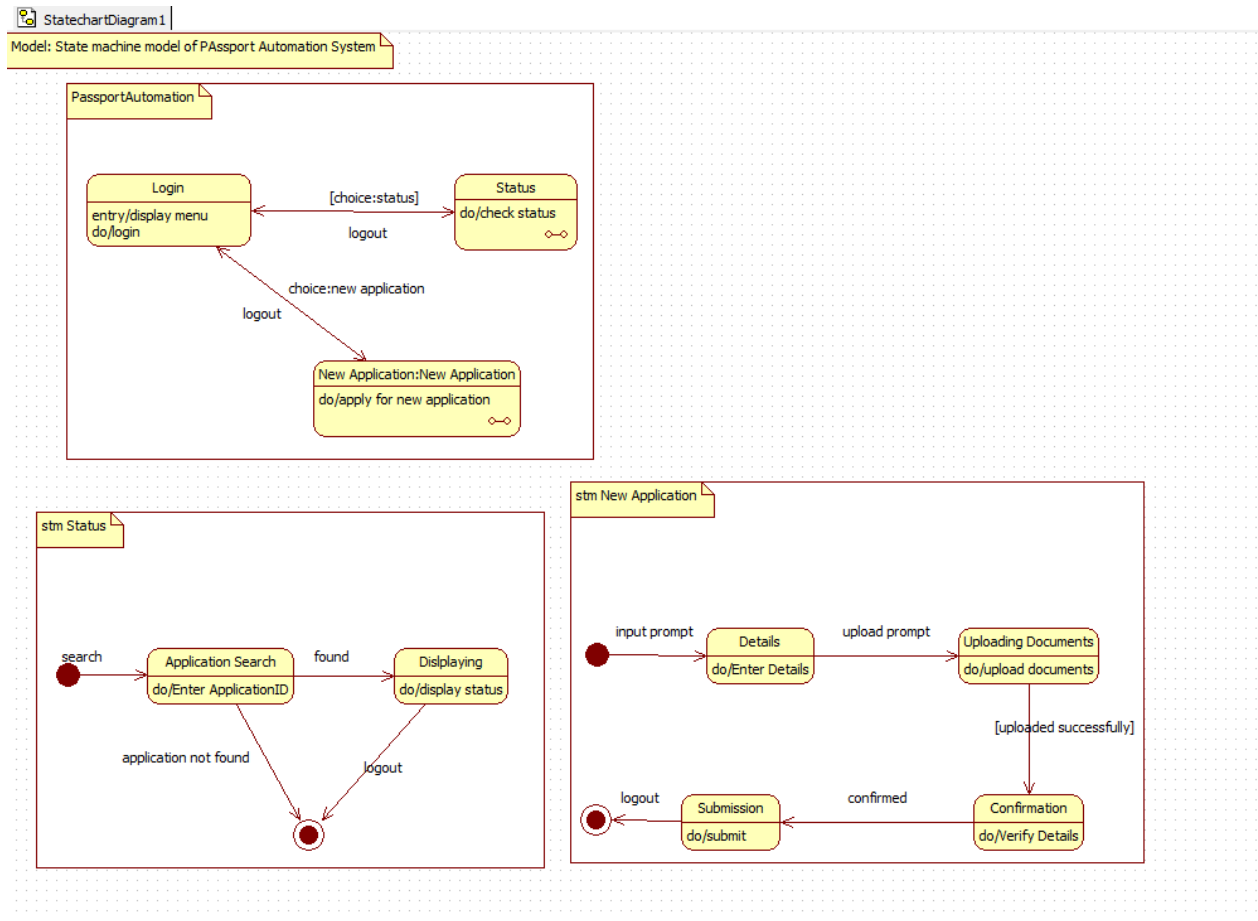 StatechartDiagram1
Model: State machine model of PAssport Automation System
PassportAutomation
Login
entry/display menu
do/login
[choice:status]
logout
Status
do/check status
choice:new application
logout
New Application:New Application
do/apply for new application
stm Status
search
Application Search
do/Enter ApplicationID
found
Dislplaying
do/display status
application not found
logout
stm New Application
input prompt
Details
do/Enter Details
upload prompt
Uploading Documents
do/upload documents
[uploaded successfully]
logout
Submission
do/submit
confirmed
Confirmation
do/Verify Details